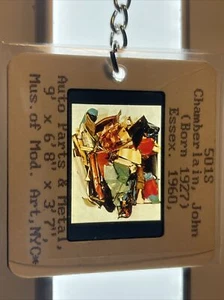 5018
Chamberlain, John
(Born 1927)
Essex. 1960.
Auto Parts & Metal,
9' x 6'8" x 3'7"
Mus. of Mod. Art,NYC.